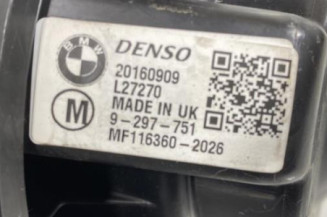 BMW
DENSO
20160909
L27270
M
MADE IN UK
9-297-751
MF116360-2026